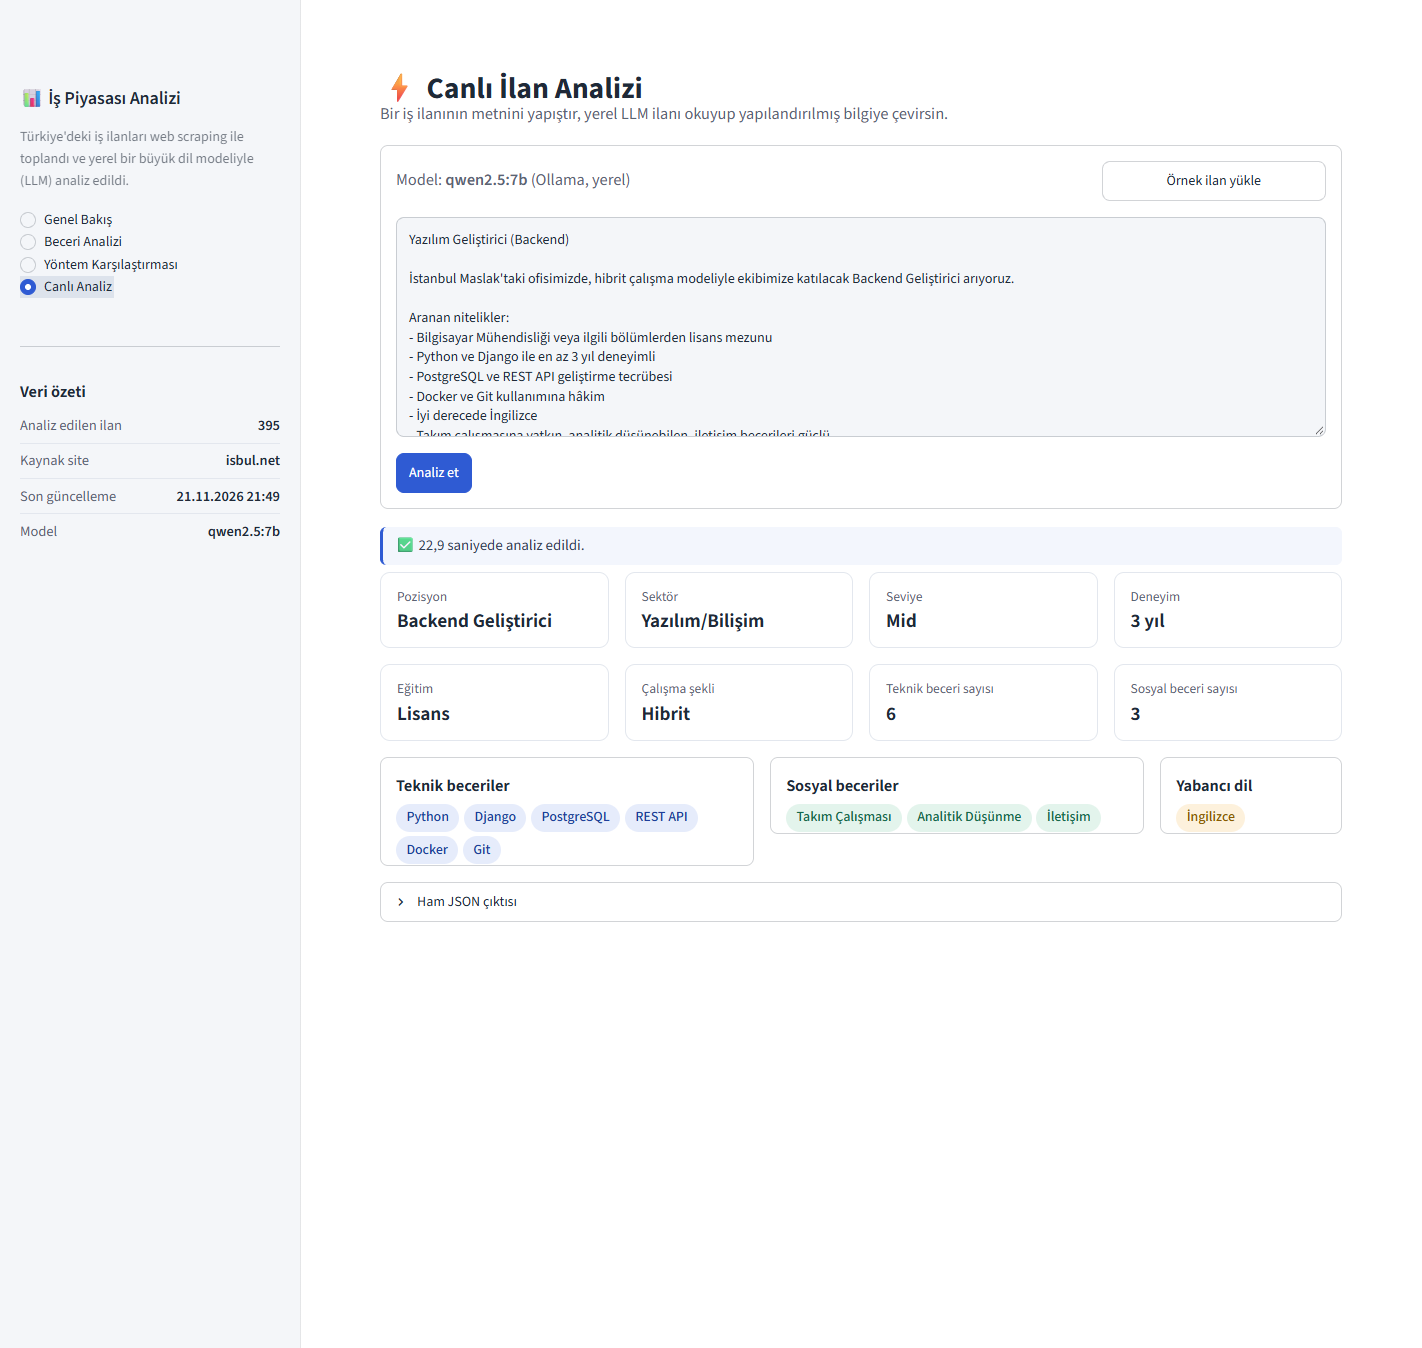 İş Piyasası Analizi
Türkiye'deki iş ilanları web scraping ile
toplandı ve yerel bir büyük dil modeliyle
(LLM) analiz edildi.
Genel Bakış
Beceri Analizi
Yöntem Karşılaştırması
Canlı Analiz
Veri özeti
Analiz edilen ilan 395
Kaynak site isbul.net
Son güncelleme 21.11.2026 21:49
Model qwen2.5:7b
Canlı İlan Analizi
Bir iş ilanının metnini yapıştır, yerel LLM ilanı okuyup yapılandırılmış bilgiye çevirsin.
Model: qwen2.5:7b (Ollama, yerel)
Örnek ilan yükle
Yazılım Geliştirici (Backend)
İstanbul Maslak'taki ofisimizde, hibrit çalışma modeliyle ekibimize katılacak Backend Geliştirici arıyoruz.
Aranan nitelikler:
- Bilgisayar Mühendisliği veya ilgili bölümlerden lisans mezunu
- Python ve Django ile en az 3 yıl deneyimli
- PostgreSQL ve REST API geliştirme tecrübesi
- Docker ve Git kullanımına hâkim
- İyi derecede İngilizce
- Takım çalışmasına yatkın, analitik düşünebilen, iletişim becerileri güçlü
Analiz et
22,9 saniyede analiz edildi.
Pozisyon
Backend Geliştirici
Sektör
Yazılım/Bilişim
Seviye
Mid
Deneyim
3 yıl
Eğitim
Lisans
Çalışma şekli
Hibrit
Teknik beceri sayısı
6
Sosyal beceri sayısı
3
Teknik beceriler
Python Django PostgreSQL REST API
Docker Git
Sosyal beceriler
Takım Çalışması Analitik Düşünme İletişim
Yabancı dil
İngilizce
Ham JSON çıktısı